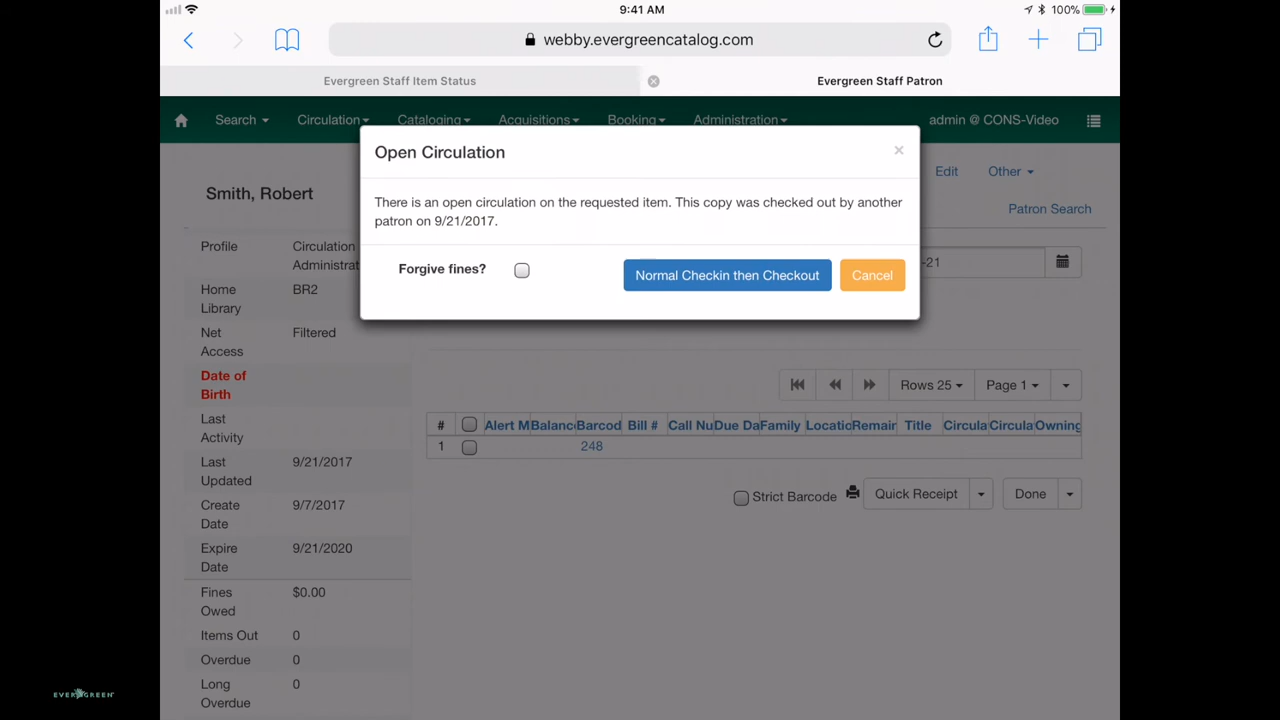 9:41 AM
100%
webby.evergreencatalog.com
Evergreen Staff Item Status
Evergreen Staff Patron
Search
Circulation
Cataloging
Acquisitions
Booking
Administration
admin @ CONS-Video
Open Circulation
×
There is an open circulation on the requested item. This copy was checked out by another
patron on 9/21/2017.
Forgive fines?
Normal Checkin then Checkout
Cancel
Edit
Other
Patron Search
-21
Smith, Robert
Profile
Circulation
Administrat
Home
Library
BR2
Net
Access
Filtered
Date of
Birth
Last
Activity
Last
Updated
9/21/2017
Create
Date
9/7/2017
Expire
Date
9/21/2020
Fines
Owed
$0.00
Items Out
0
Overdue
0
Long
Overdue
0
Rows 25
Page 1
# Alert M Balanc Barcod Bill # Call Nu Due Da Family Locatio Remain Title Circula Circula Owning
1 248
Strict Barcode
Quick Receipt
Done
EVERGREEN